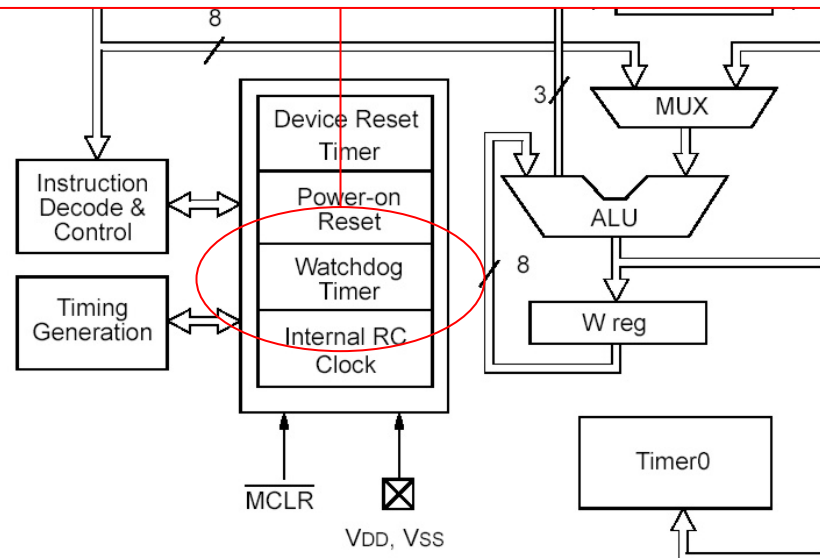 8
3
MUX
Device Reset
Timer
Power-on
Reset
Watchdog
Timer
Internal RC
Clock
Instruction
Decode &
Control
Timing
Generation
ALU
8
W reg
Timer0
MCLR
VDD, VSS